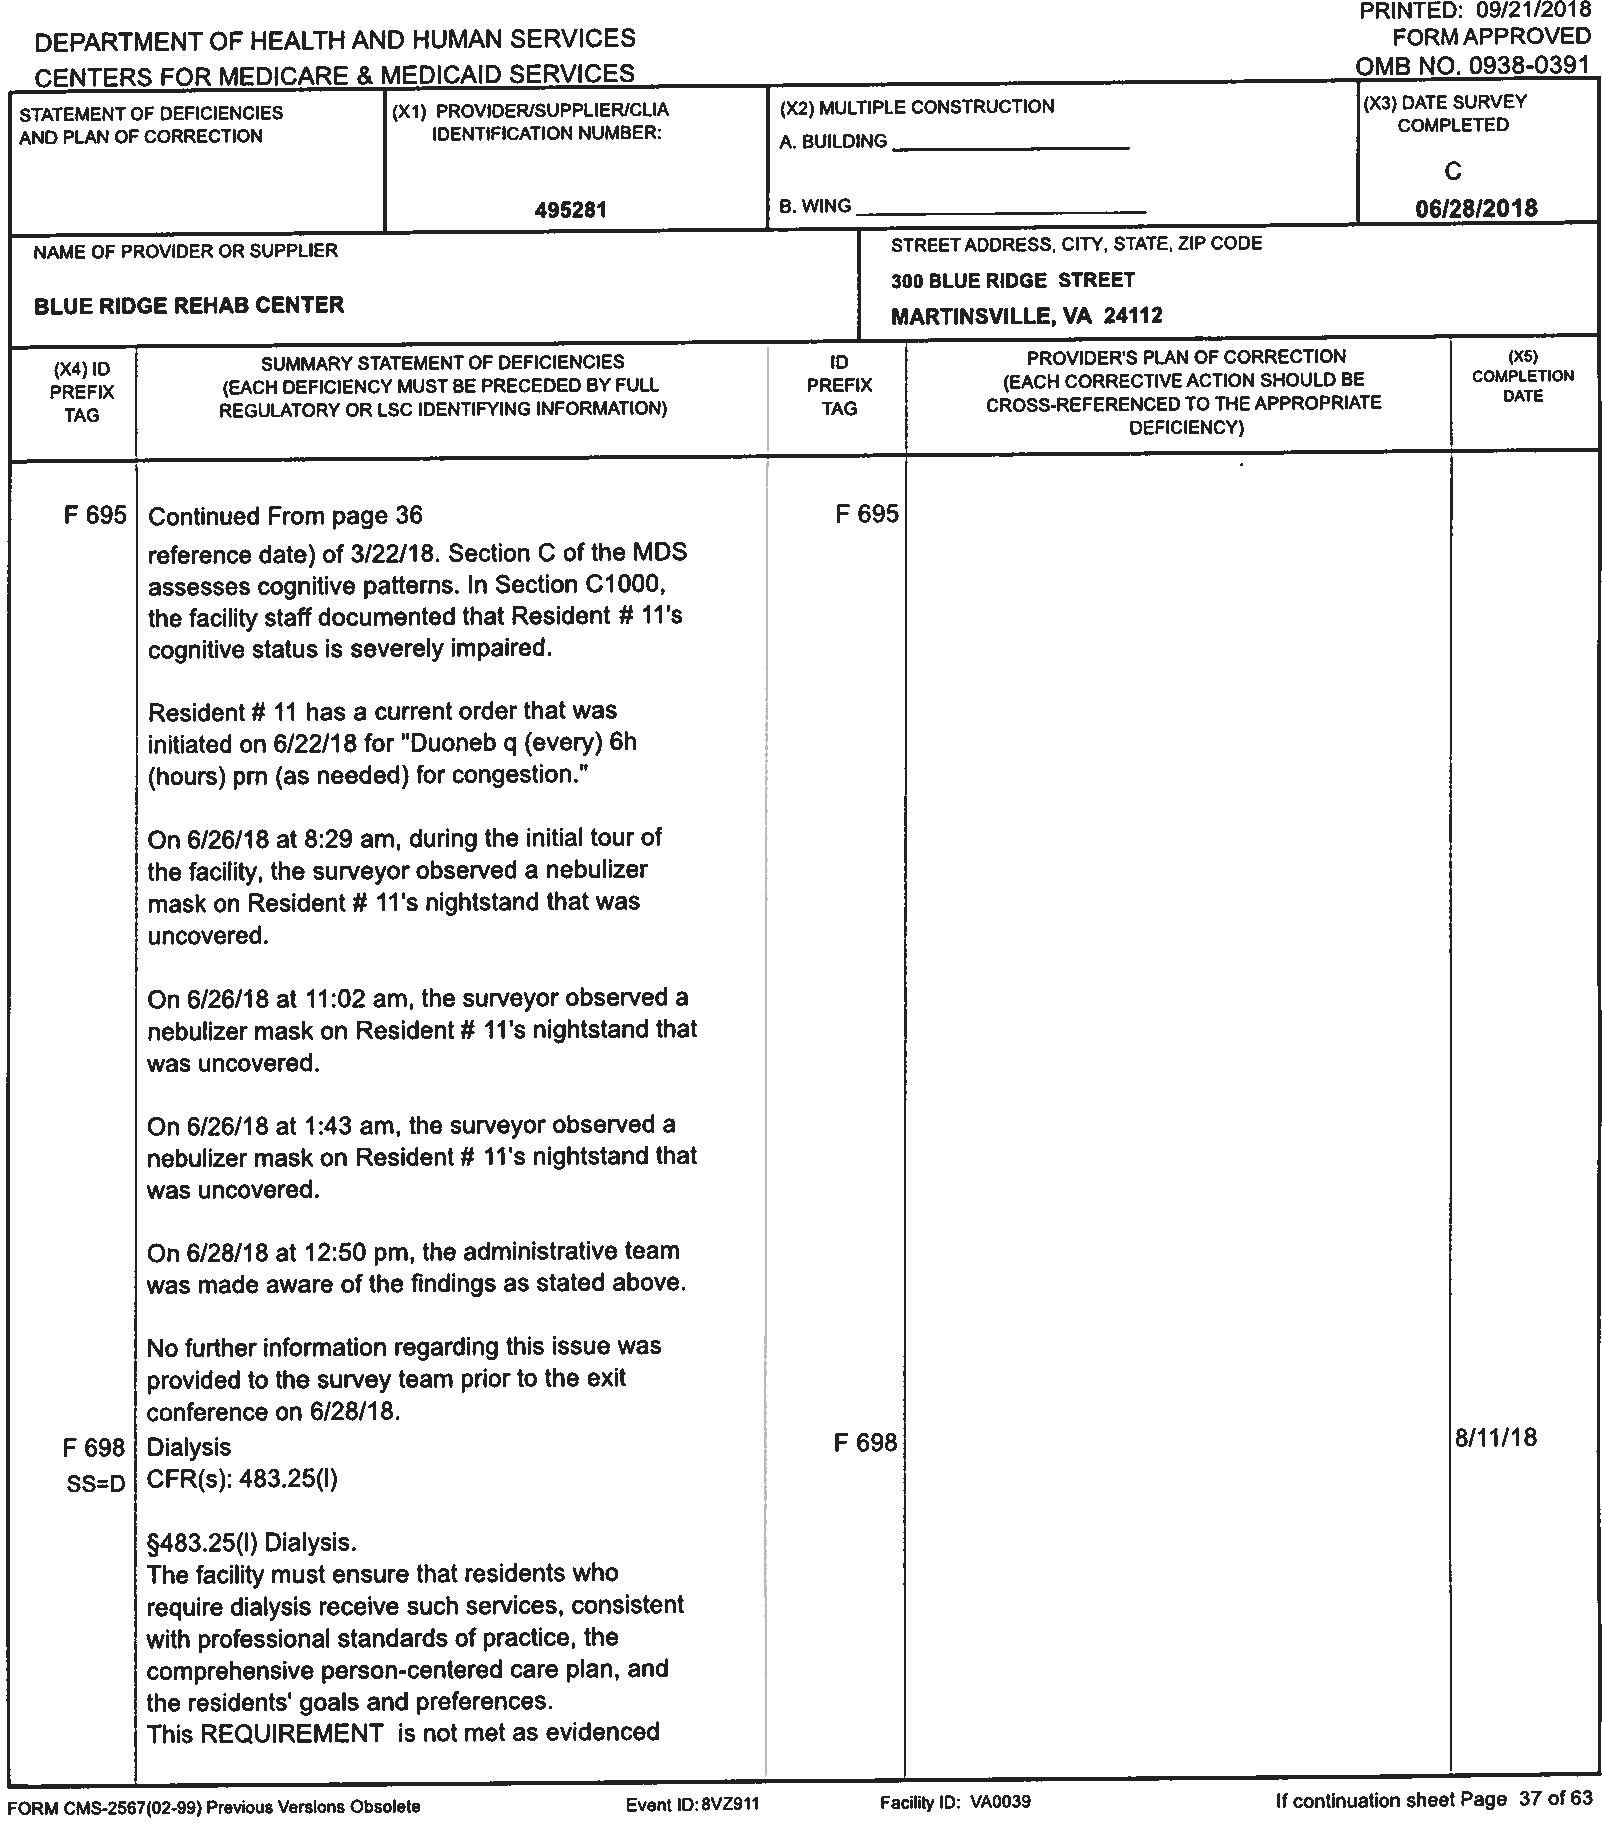 PRINTED: 09/21/2018
DEPARTMENT OF HEALTH AND HUMAN SERVICES
FORM APPROVED
CENTERS FOR MEDICARE & MEDICAID SERVICES
OMB NO. 0938-0391
STATEMENT OF DEFICIENCIES
AND PLAN OF CORRECTION
(X1) PROVIDER/SUPPLIER/CLIA
IDENTIFICATION NUMBER:
495281
(X2) MULTIPLE CONSTRUCTION
A. BUILDING
B. WING
(X3) DATE SURVEY
COMPLETED
C
06/28/2018
NAME OF PROVIDER OR SUPPLIER
BLUE RIDGE REHAB CENTER
STREET ADDRESS, CITY, STATE, ZIP CODE
300 BLUE RIDGE STREET
MARTINSVILLE, VA 24112
(X4) ID
PREFIX
TAG
SUMMARY STATEMENT OF DEFICIENCIES
(EACH DEFICIENCY MUST BE PRECEDED BY FULL
REGULATORY OR LSC IDENTIFYING INFORMATION)
ID
PREFIX
TAG
PROVIDER'S PLAN OF CORRECTION
(EACH CORRECTIVE ACTION SHOULD BE
CROSS-REFERENCED TO THE APPROPRIATE
DEFICIENCY)
(X5)
COMPLETION
DATE
F 695 Continued From page 36 F 695
reference date) of 3/22/18. Section C of the MDS
assesses cognitive patterns. In Section C1000,
the facility staff documented that Resident # 11's
cognitive status is severely impaired.
Resident # 11 has a current order that was
initiated on 6/22/18 for "Duoneb q (every) 6h
(hours) prn (as needed) for congestion."
On 6/26/18 at 8:29 am, during the initial tour of
the facility, the surveyor observed a nebulizer
mask on Resident # 11's nightstand that was
uncovered.
On 6/26/18 at 11:02 am, the surveyor observed a
nebulizer mask on Resident # 11's nightstand that
was uncovered.
On 6/26/18 at 1:43 am, the surveyor observed a
nebulizer mask on Resident # 11's nightstand that
was uncovered.
On 6/28/18 at 12:50 pm, the administrative team
was made aware of the findings as stated above.
No further information regarding this issue was
provided to the survey team prior to the exit
conference on 6/28/18.
F 698 Dialysis F 698 8/11/18
SS=D CFR(s): 483.25(l)
§483.25(l) Dialysis.
The facility must ensure that residents who
require dialysis receive such services, consistent
with professional standards of practice, the
comprehensive person-centered care plan, and
the residents' goals and preferences.
This REQUIREMENT is not met as evidenced
FORM CMS-2567(02-99) Previous Versions Obsolete Event ID: 8VZ911 Facility ID: VA0039 If continuation sheet Page 37 of 63